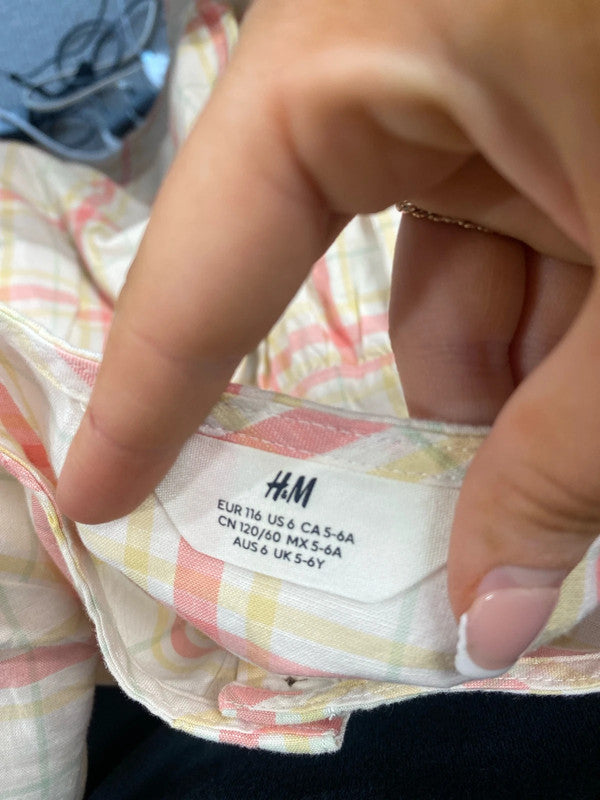 H&M
EUR 116 US 6 CA 5-6A
CN 120/60 MX 5-6A
AUS 6 UK 5-6Y